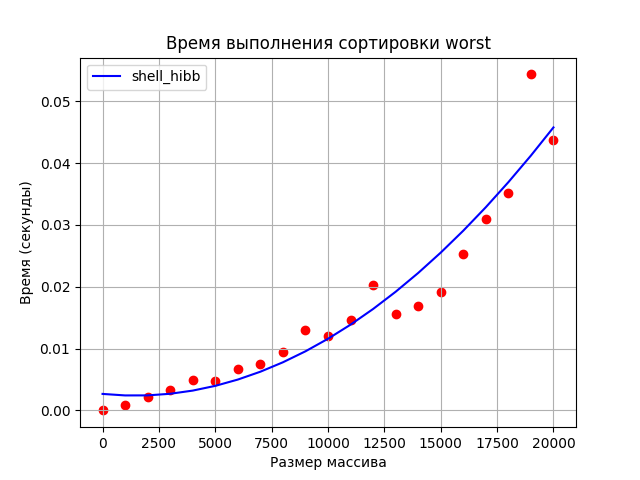 Время выполнения сортировки worst
shell_hibb
Время (секунды)
0.05
0.04
0.03
0.02
0.01
0.00
0 2500 5000 7500 10000 12500 15000 17500 20000
Размер массива